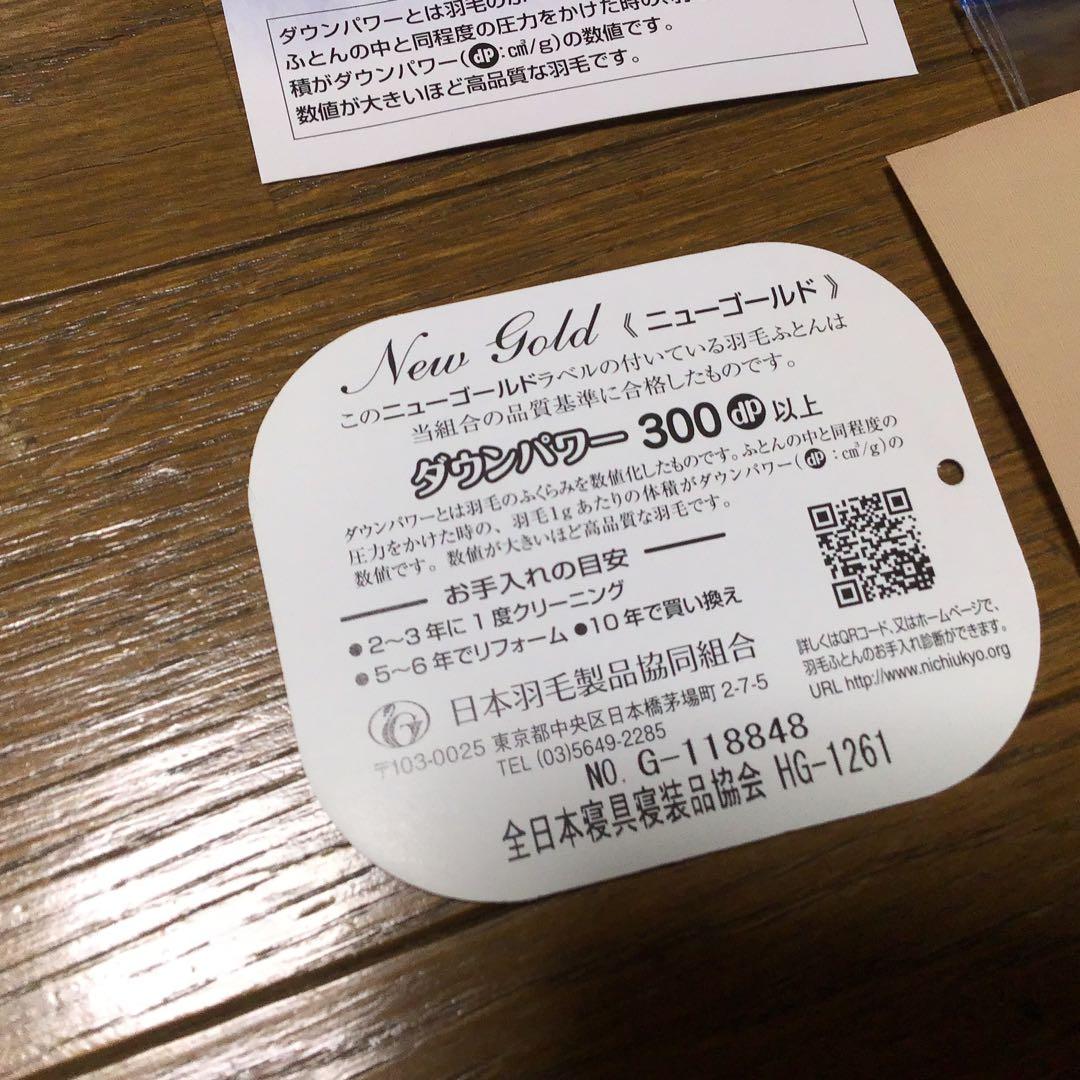 ダウンパワーとは羽毛の
ふとんの中と同程度の圧力をかけた時の、
積がダウンパワー(dp:cm³/g)の数値です。
数値が大きいほど高品質な羽毛です。
New Gold 《ニューゴールド》
このニューゴールドラベルの付いている羽毛ふとんは
当組合の品質基準に合格したものです。
ダウンパワー 300 dp 以上
ダウンパワーとは羽毛のふくらみを数値化したものです。ふとんの中と同程度の
圧力をかけた時の、羽毛1gあたりの体積がダウンパワー(dp:cm³/g)の
数値です。数値が大きいほど高品質な羽毛です。
お手入れの目安
●2〜3年に1度クリーニング
●5〜6年でリフォーム ●10年で買い換え
日本羽毛製品協同組合
〒103-0025 東京都中央区日本橋茅場町 2-7-5
TEL (03)5649-2285
NO. G-118848
全日本寝具寝装品協会 HG-1261
詳しくはQRコード、又はホームページで、
羽毛ふとんのお手入れ診断ができます。
URL http://www.nichiukyo.org